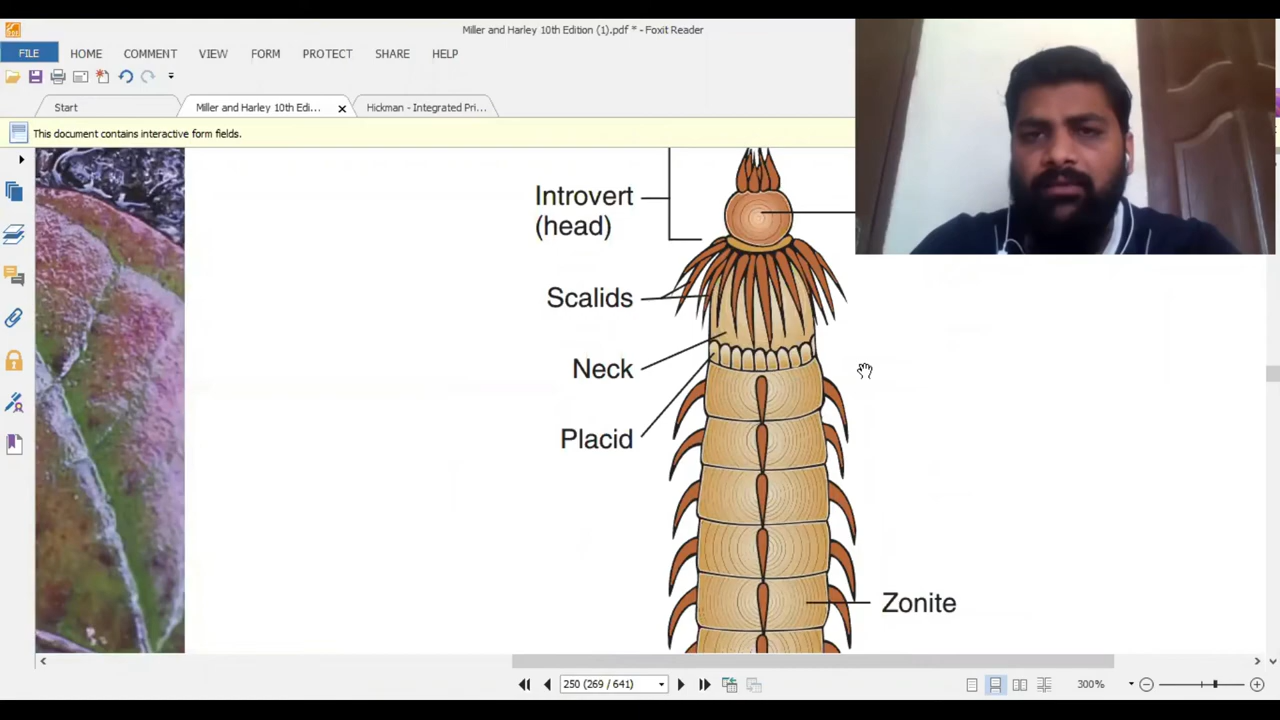 Miller and Harley 10th Edition (1).pdf * - Foxit Reader
FILE HOME COMMENT VIEW FORM PROTECT SHARE HELP
Start Miller and Harley 10th Edi... Hickman - Integrated Pri...
This document contains interactive form fields.
Introvert
(head)
Scalids
Neck
Placid
Zonite
250 (269 / 641) 300%